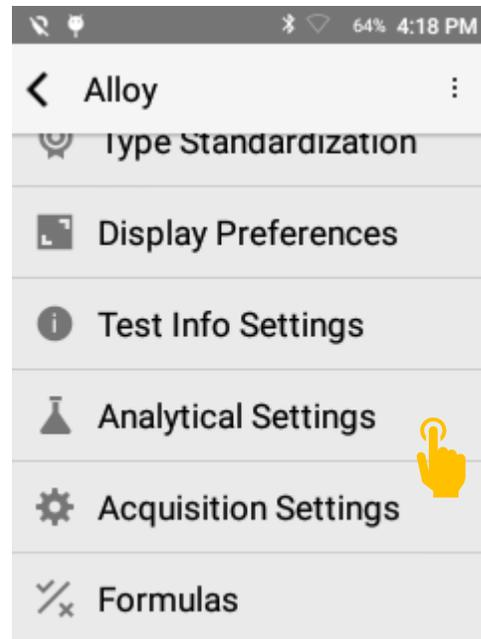 64% 4:18 PM
Alloy
Type Standardization
Display Preferences
Test Info Settings
Analytical Settings
Acquisition Settings
Formulas